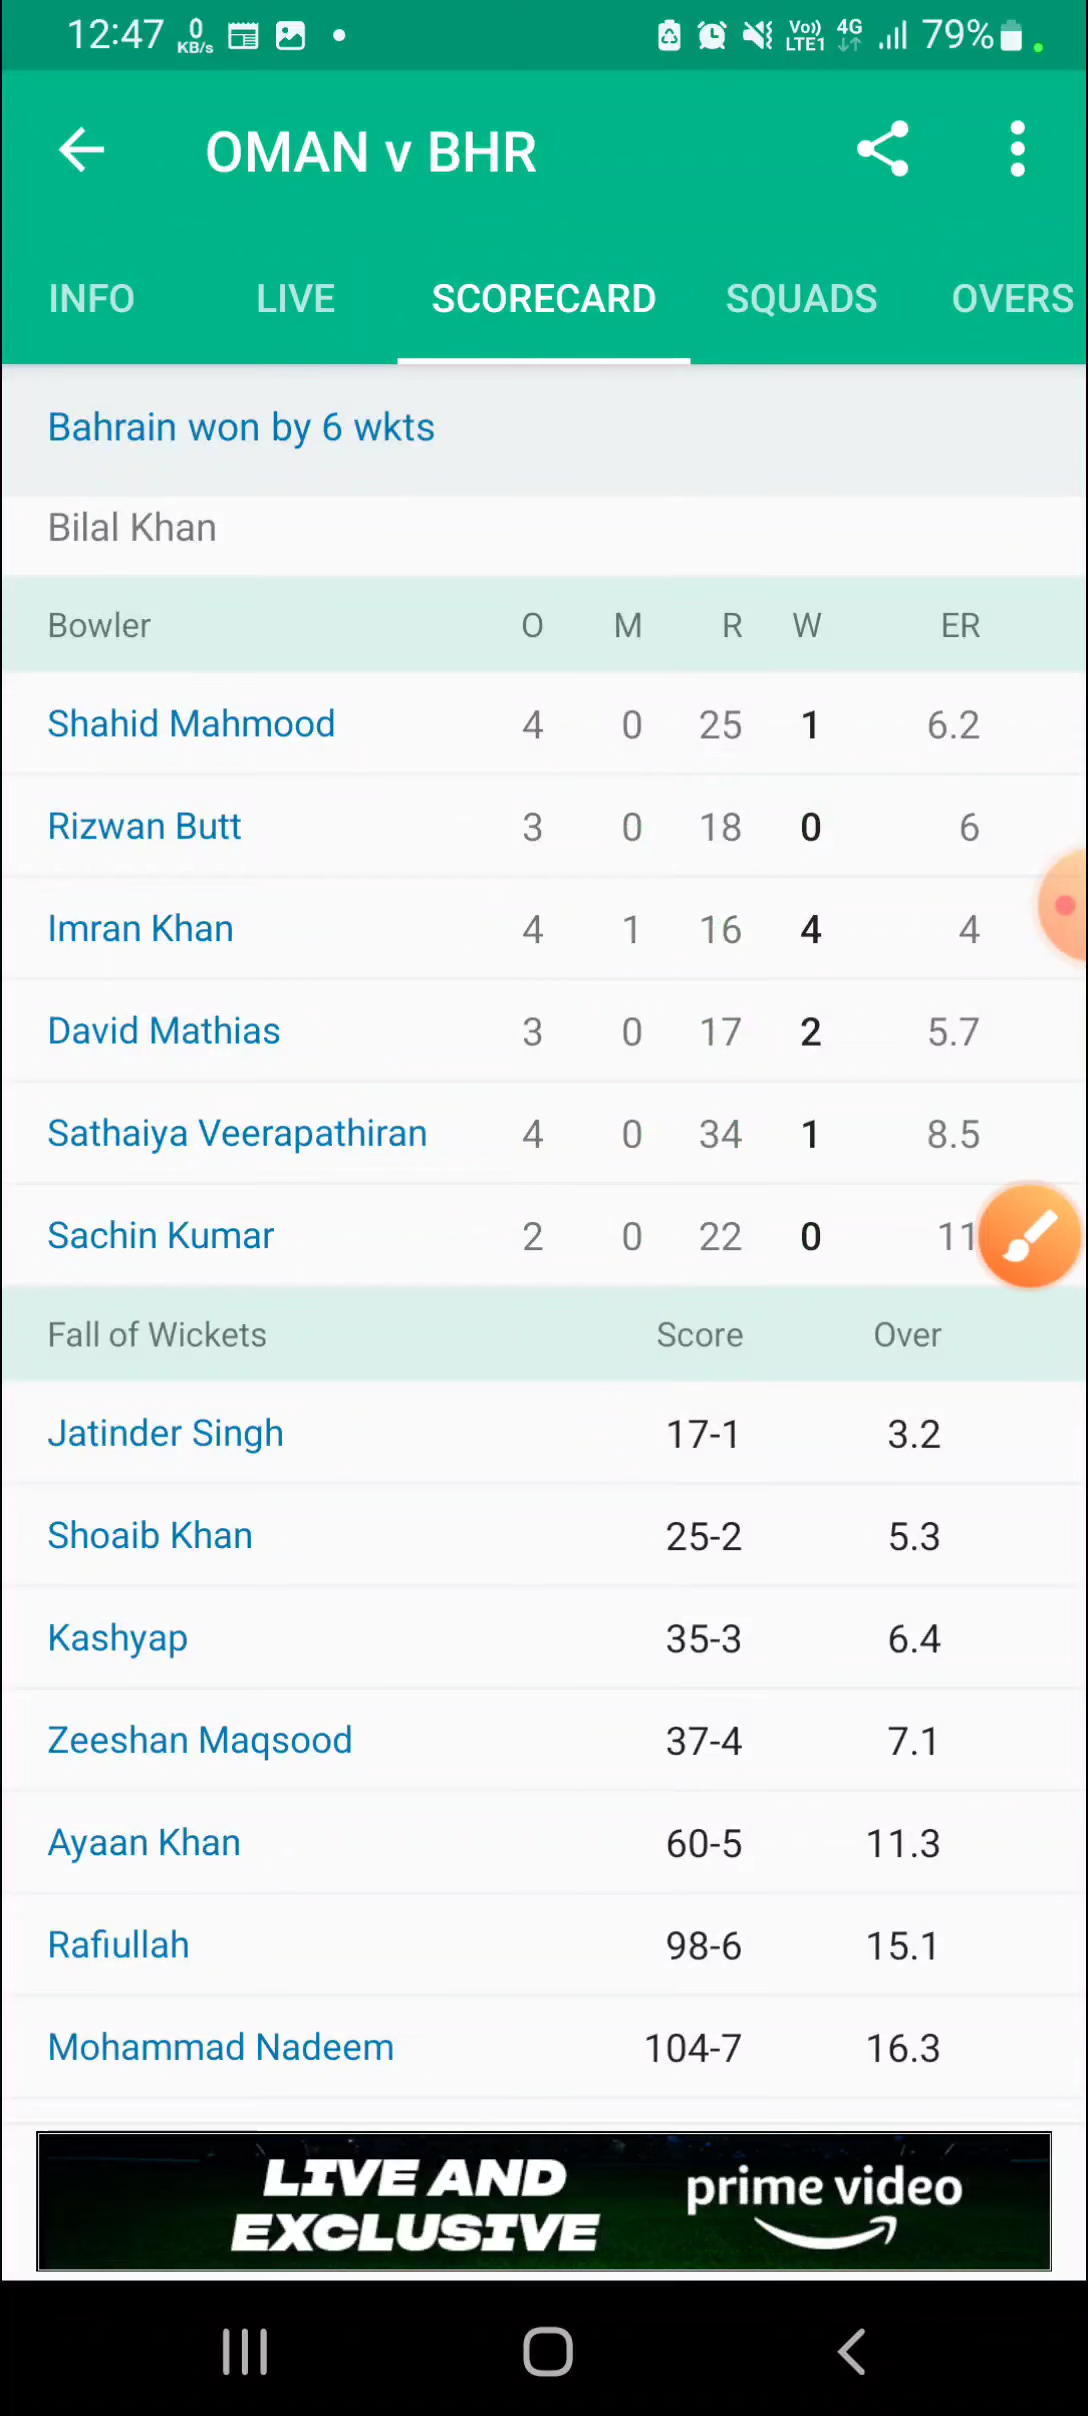 12:47 0 KB/s Vo)) LTE1 4G 79%
OMAN v BHR
INFO LIVE SCORECARD SQUADS OVERS
Bahrain won by 6 wkts
Bilal Khan
Bowler O M R W ER
Shahid Mahmood 4 0 25 1 6.2
Rizwan Butt 3 0 18 0 6
Imran Khan 4 1 16 4 4
David Mathias 3 0 17 2 5.7
Sathaiya Veerapathiran 4 0 34 1 8.5
Sachin Kumar 2 0 22 0 11
Fall of Wickets Score Over
Jatinder Singh 17-1 3.2
Shoaib Khan 25-2 5.3
Kashyap 35-3 6.4
Zeeshan Maqsood 37-4 7.1
Ayaan Khan 60-5 11.3
Rafiullah 98-6 15.1
Mohammad Nadeem 104-7 16.3
LIVE AND
EXCLUSIVE
prime video